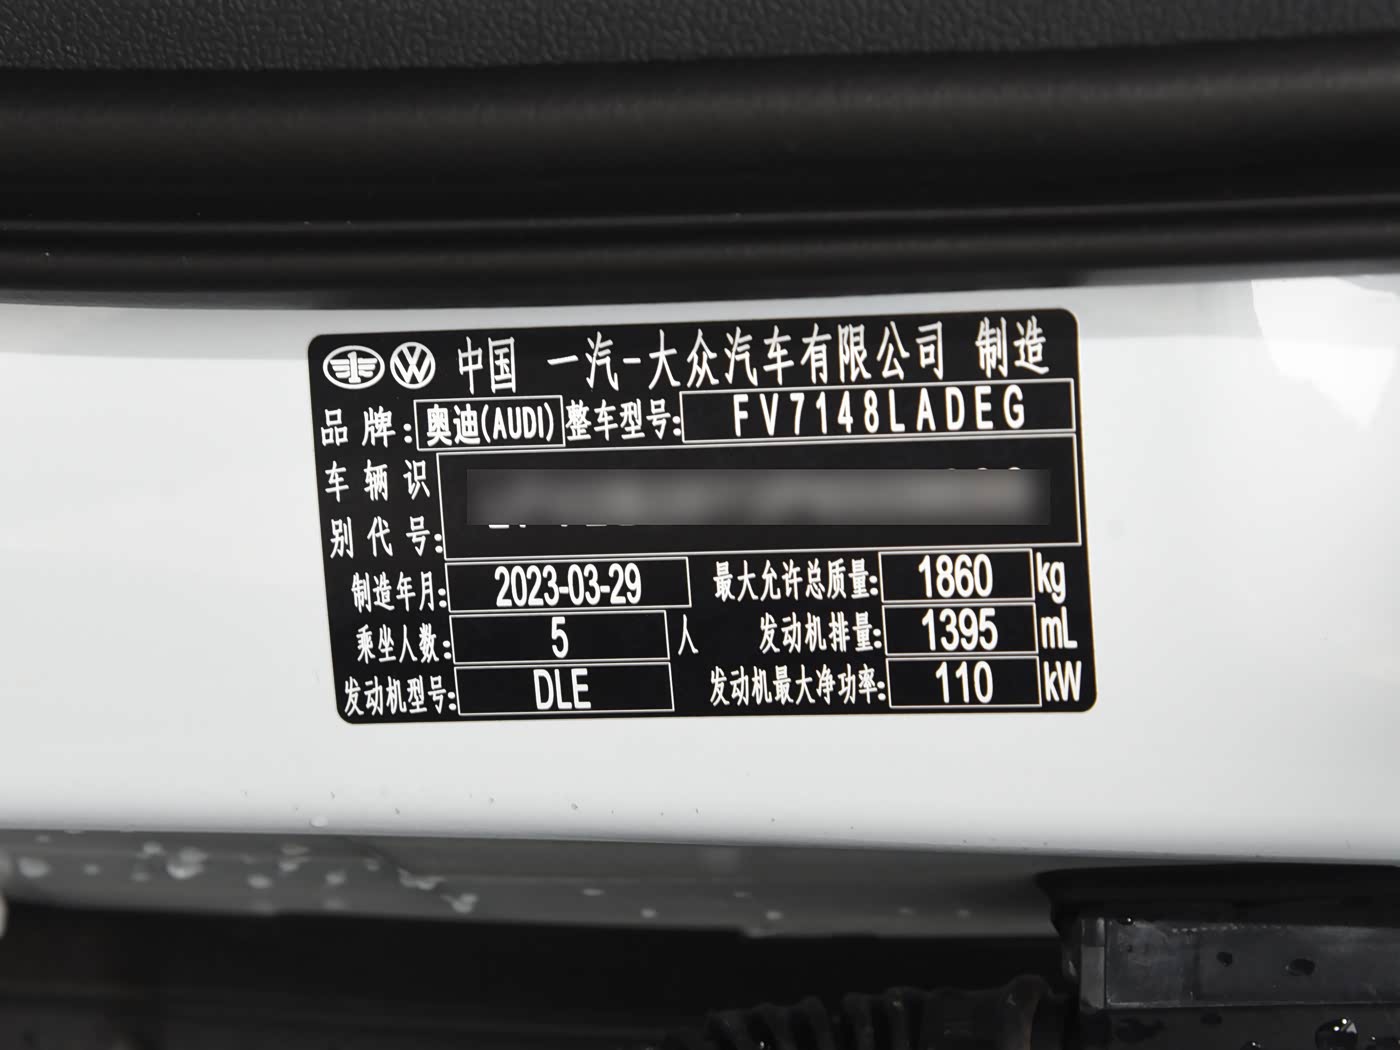 中国 一汽-大众汽车有限公司 制造
品牌: 奥迪(AUDI) 整车型号: FV7148LADEG
车辆识
别代号:
制造年月: 2023-03-29 最大允许总质量: 1860 kg
乘坐人数: 5 人 发动机排量: 1395 mL
发动机型号: DLE 发动机最大净功率: 110 kW